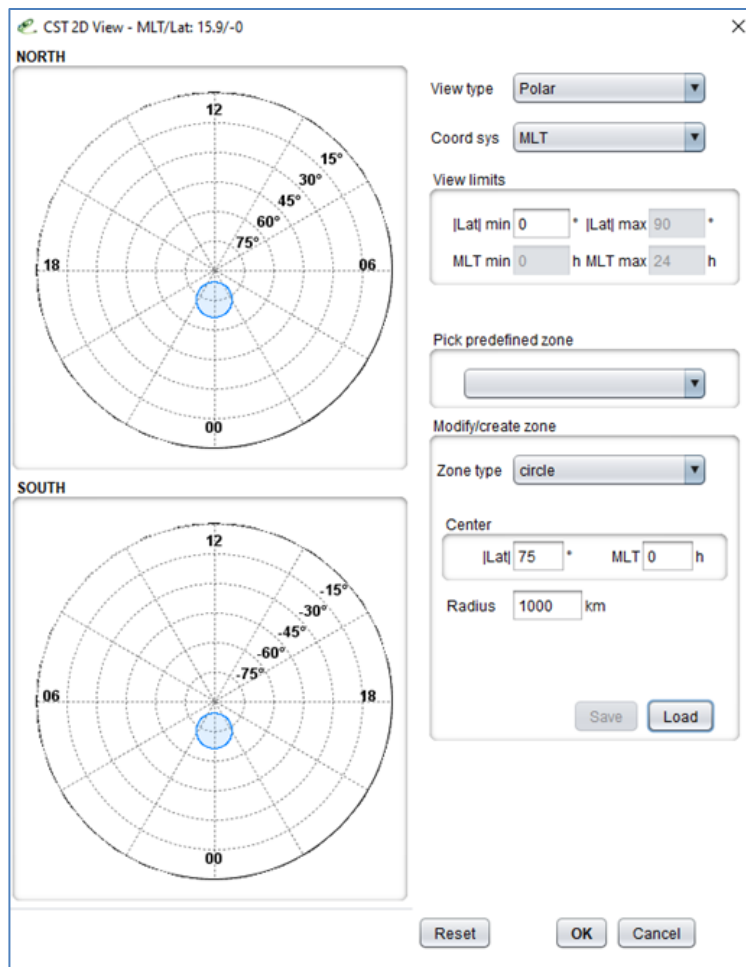 CST 2D View - MLT/Lat: 15.9/-0
NORTH
12
15°
30°
45°
60°
75°
18
06
00
SOUTH
12
-15°
-30°
-45°
-60°
-75°
06
18
00
View type Polar
Coord sys MLT
View limits
|Lat| min 0 ° |Lat| max 90 °
MLT min 0 h MLT max 24 h
Pick predefined zone
Modify/create zone
Zone type circle
Center
|Lat| 75 ° MLT 0 h
Radius 1000 km
Save Load
Reset OK Cancel